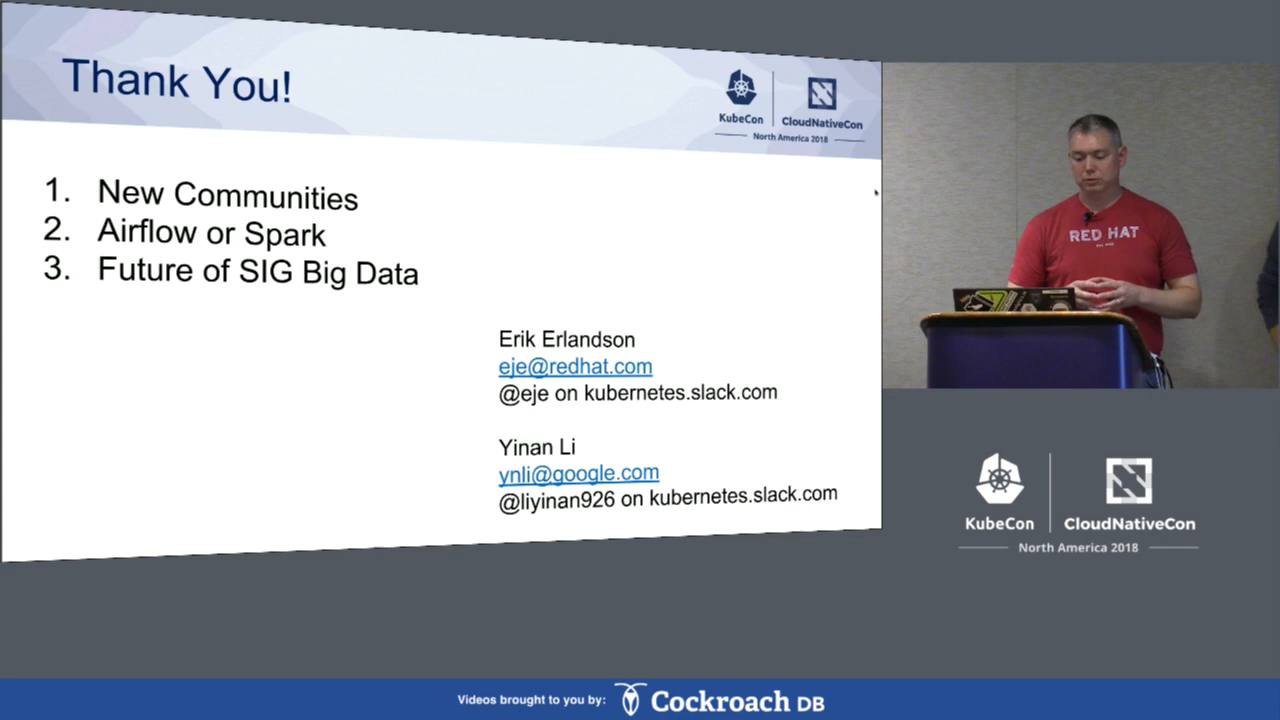 Thank You!
KubeCon
CloudNativeCon
North America 2018
1. New Communities
2. Airflow or Spark
3. Future of SIG Big Data
Erik Erlandson
eje@redhat.com
@eje on kubernetes.slack.com
Yinan Li
ynli@google.com
@liyinan926 on kubernetes.slack.com
RED HAT
KubeCon
CloudNativeCon
North America 2018
Videos brought to you by:
Cockroach DB